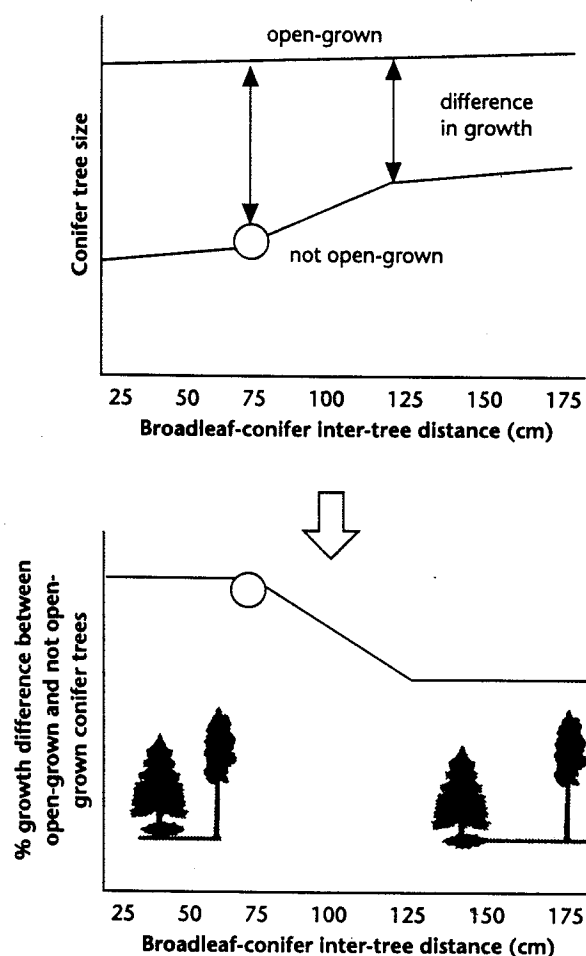 open-grown
difference
in growth
Conifer tree size
not open-grown
25 50 75 100 125 150 175
Broadleaf-conifer inter-tree distance (cm)
% growth difference between
open-grown and not open-
grown conifer trees
25 50 75 100 125 150 175
Broadleaf-conifer inter-tree distance (cm)